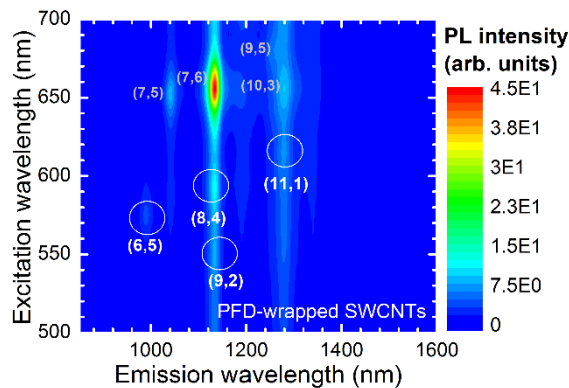 PL intensity
(arb. units)
Excitation wavelength (nm)
700
650
600
550
500
(9,5)
(7,6)
(7,5)
(10,3)
(11,1)
(8,4)
(6,5)
(9,2)
PFD-wrapped SWCNTs
4.5E1
3.8E1
3E1
2.3E1
1.5E1
7.5E0
0
1000 1200 1400 1600
Emission wavelength (nm)